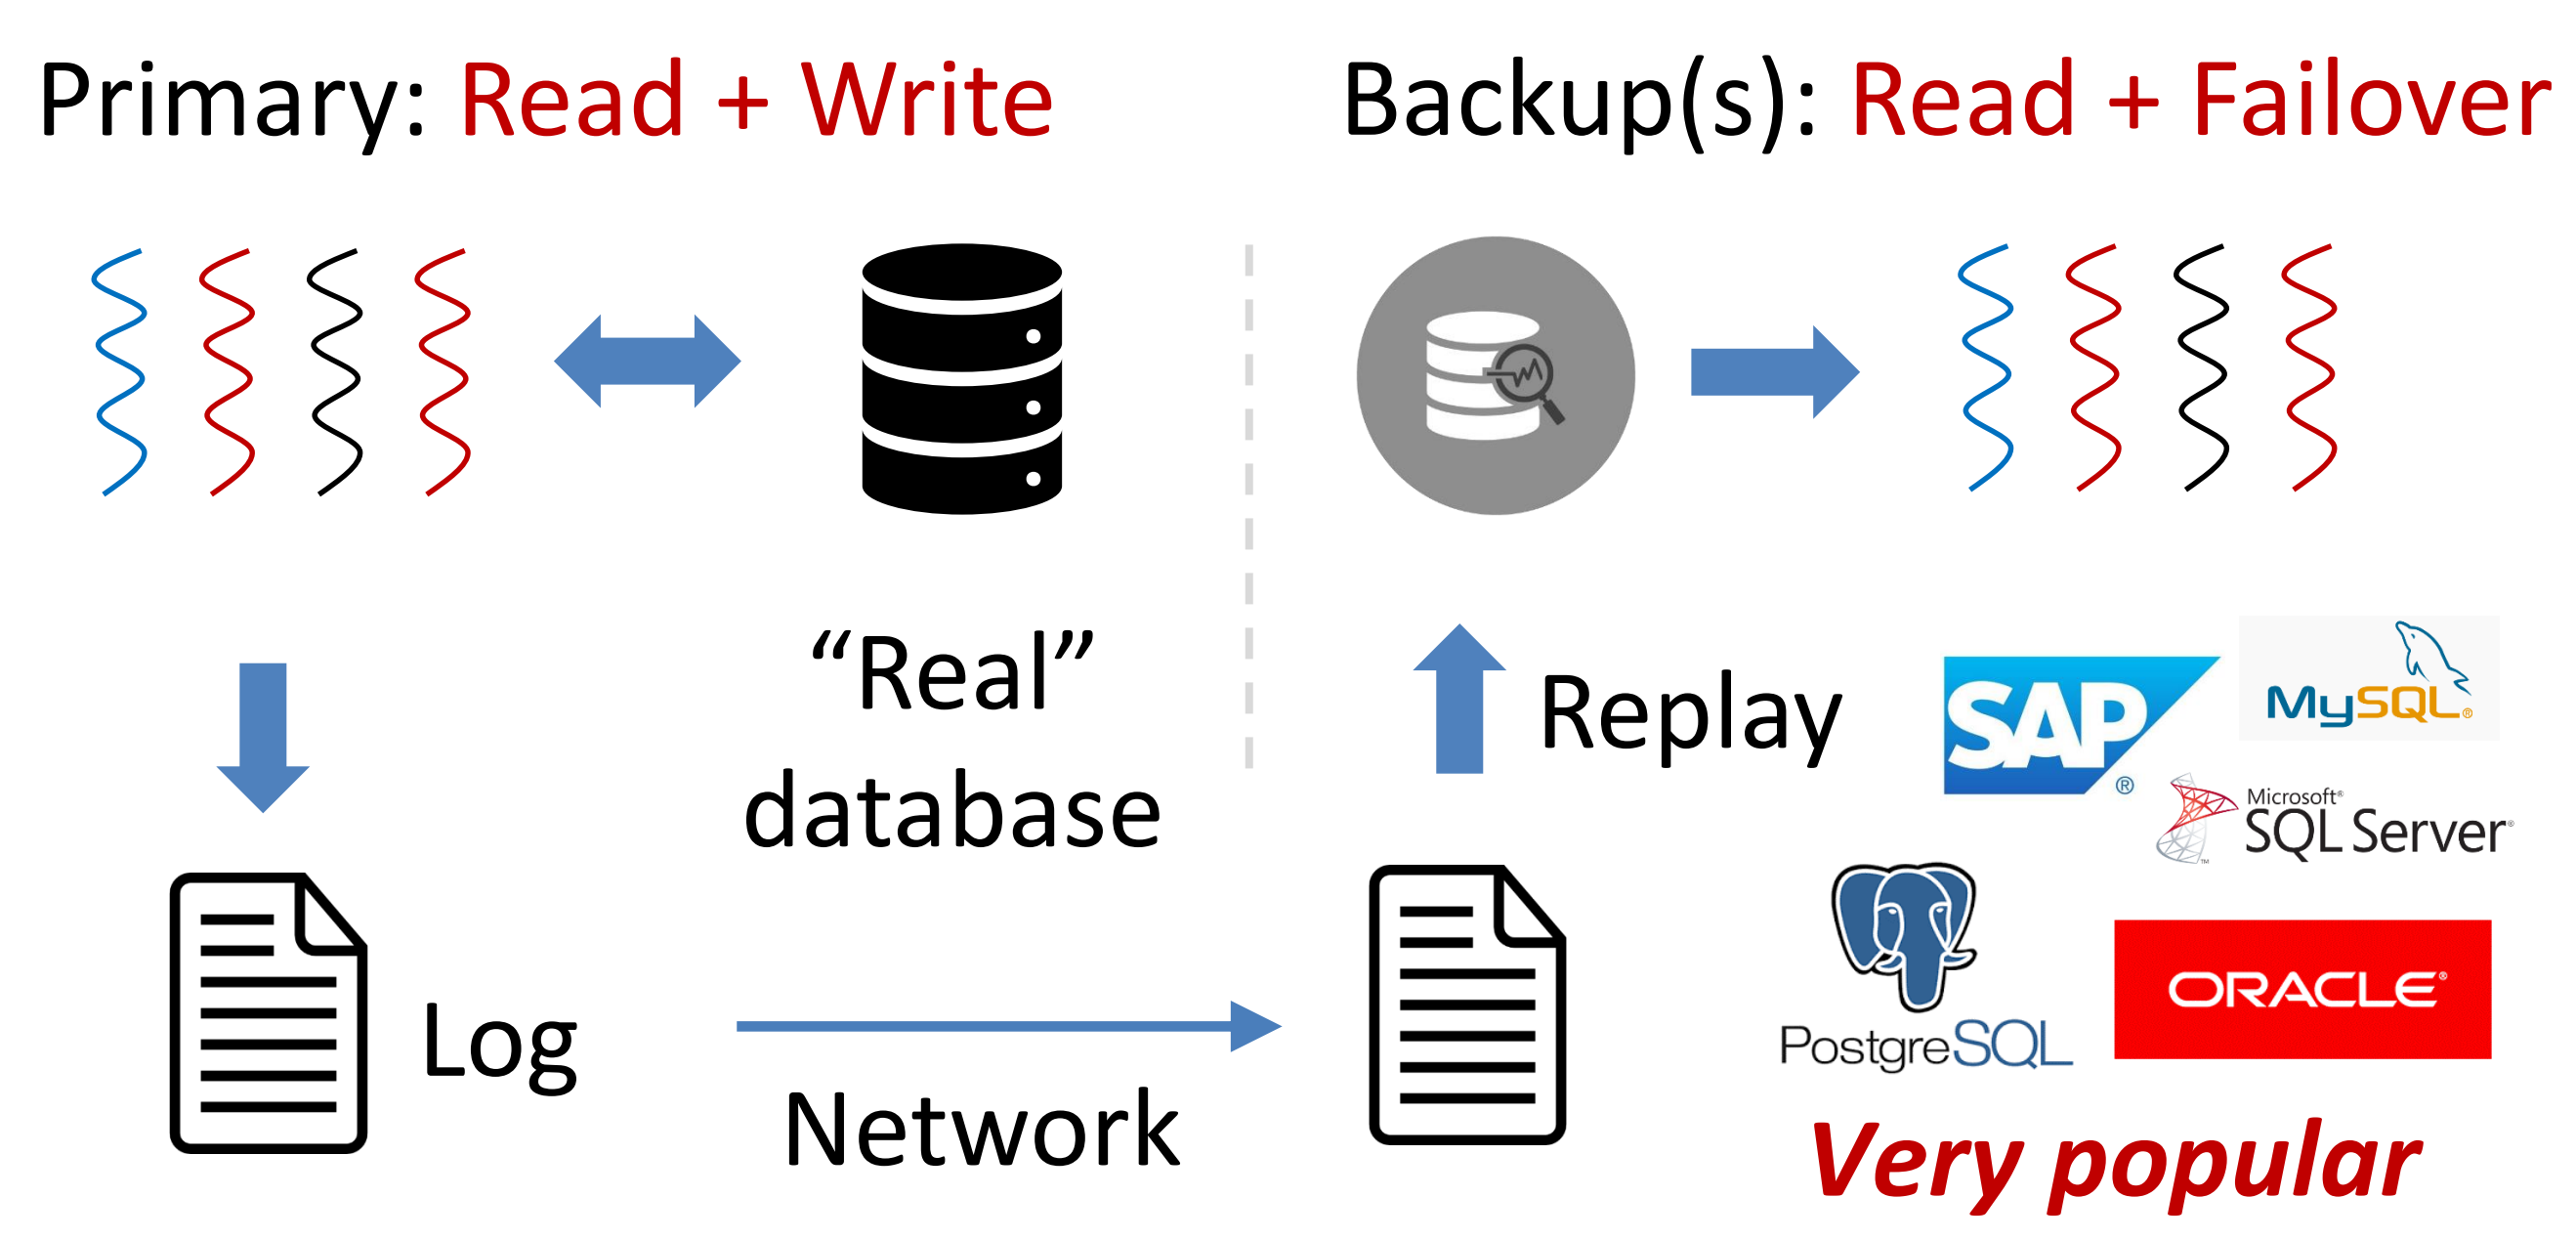 Primary: Read + Write
Backup(s): Read + Failover
“Real”
database
Log
Network
Replay
SAP®
MySQL®
Microsoft®
SQL Server®
™
PostgreSQL
ORACLE®
Very popular